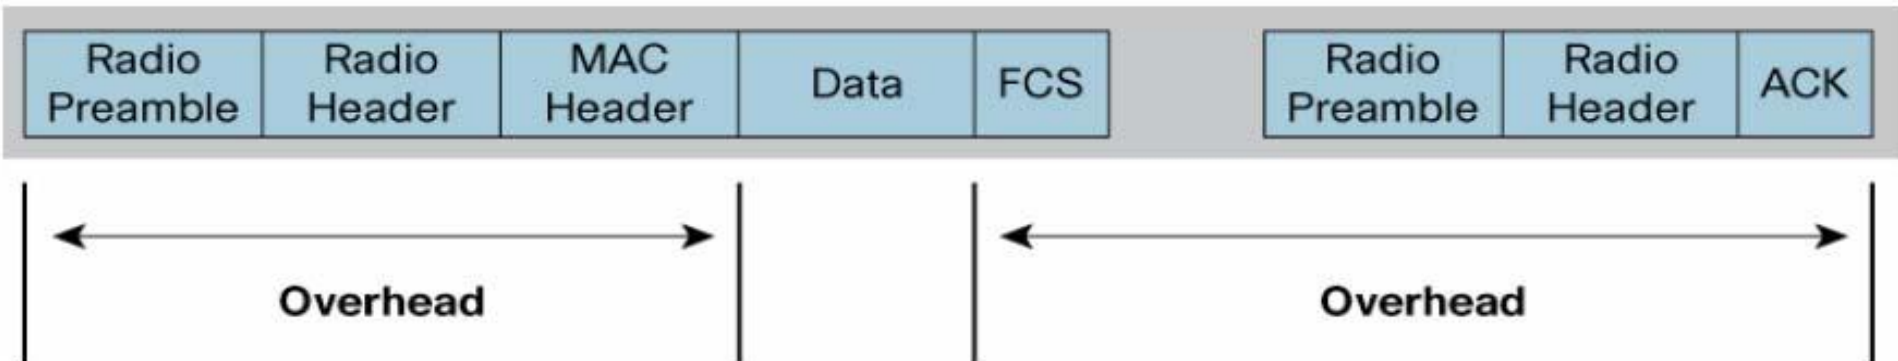 Radio
Preamble
Radio
Header
MAC
Header
Data
FCS
Radio
Preamble
Radio
Header
ACK
Overhead
Overhead